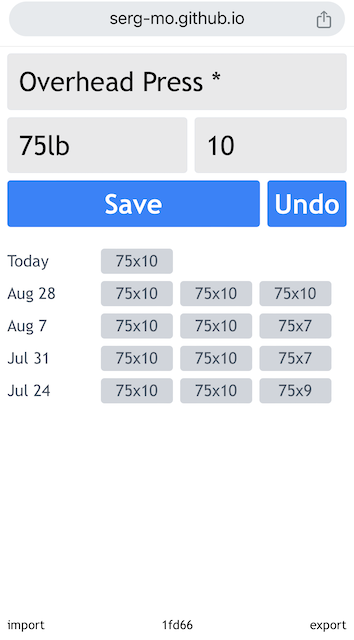 serg-mo.github.io
Overhead Press *
75lb 10
Save Undo
Today 75x10
Aug 28 75x10 75x10 75x10
Aug 7 75x10 75x10 75x7
Jul 31 75x10 75x10 75x7
Jul 24 75x10 75x10 75x9
import 1fd66 export